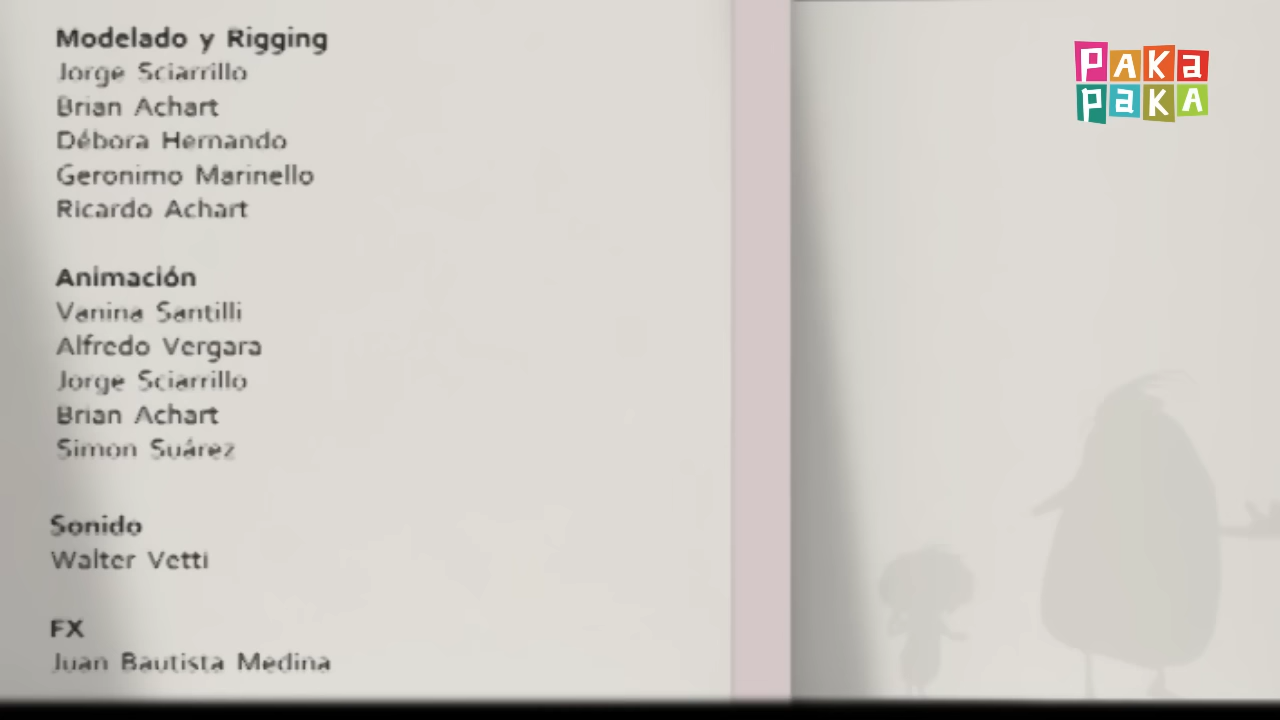 Modelado y Rigging
Jorge Sciarrillo
Brian Achart
Débora Hernando
Geronimo Marinello
Ricardo Achart
Animación
Vanina Santilli
Alfredo Vergara
Jorge Sciarrillo
Brian Achart
Simon Suárez
Sonido
Walter Vetti
FX
Juan Bautista Medina
PAKa
PaKA